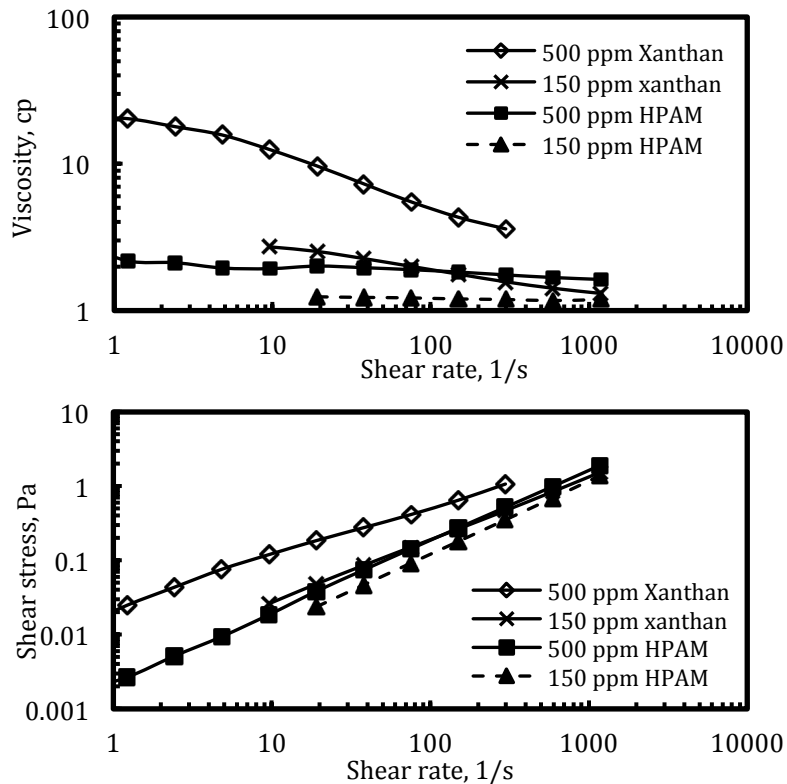 100
10
1
Viscosity, cp
500 ppm Xanthan
150 ppm xanthan
500 ppm HPAM
150 ppm HPAM
1 10 100 1000 10000
Shear rate, 1/s
10
1
0.1
0.01
0.001
Shear stress, Pa
500 ppm Xanthan
150 ppm xanthan
500 ppm HPAM
150 ppm HPAM
1 10 100 1000 10000
Shear rate, 1/s